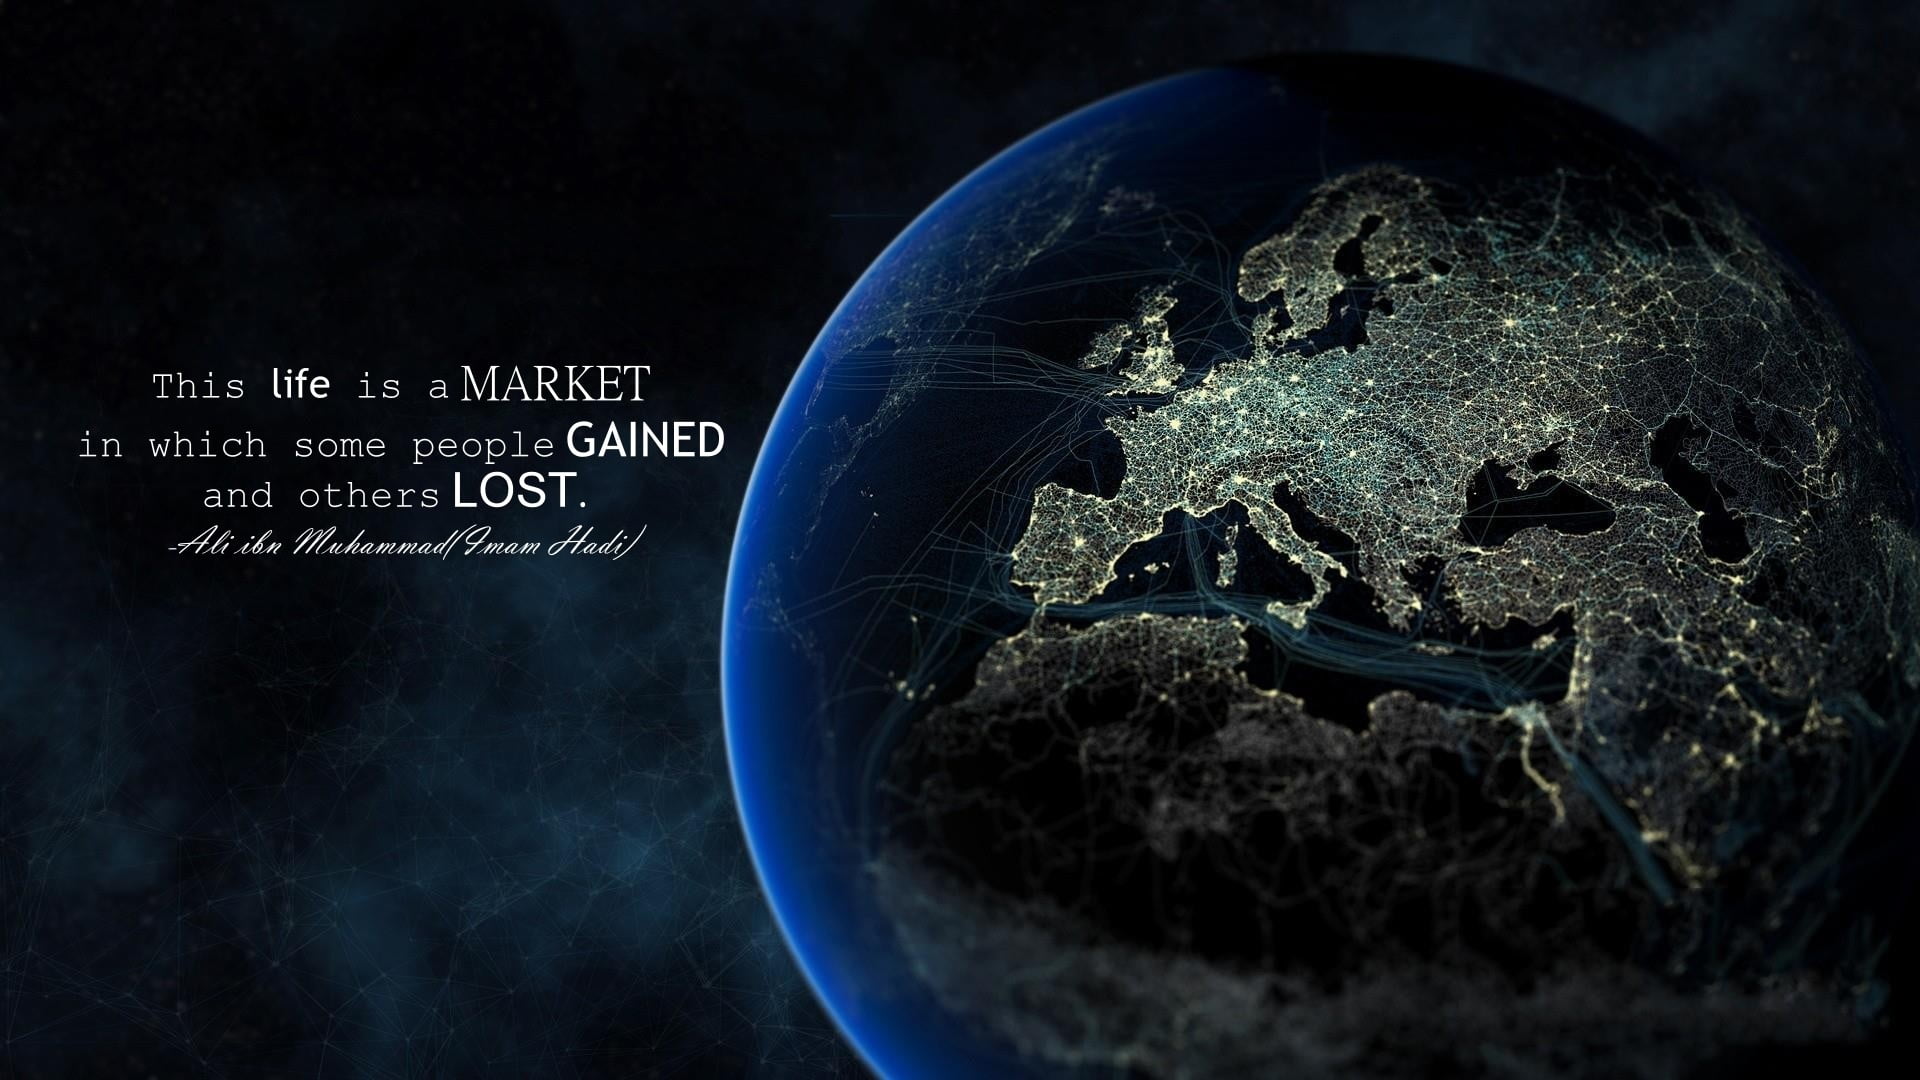 This life is a MARKET
in which some people GAINED
and others LOST.
-Ali ibn Muhammad(Imam Hadi)